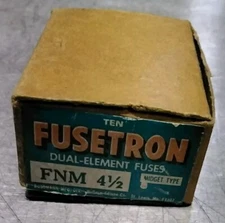 TEN
FUSETRON
DUAL-ELEMENT FUSES
FNM 4½
MIDGET TYPE